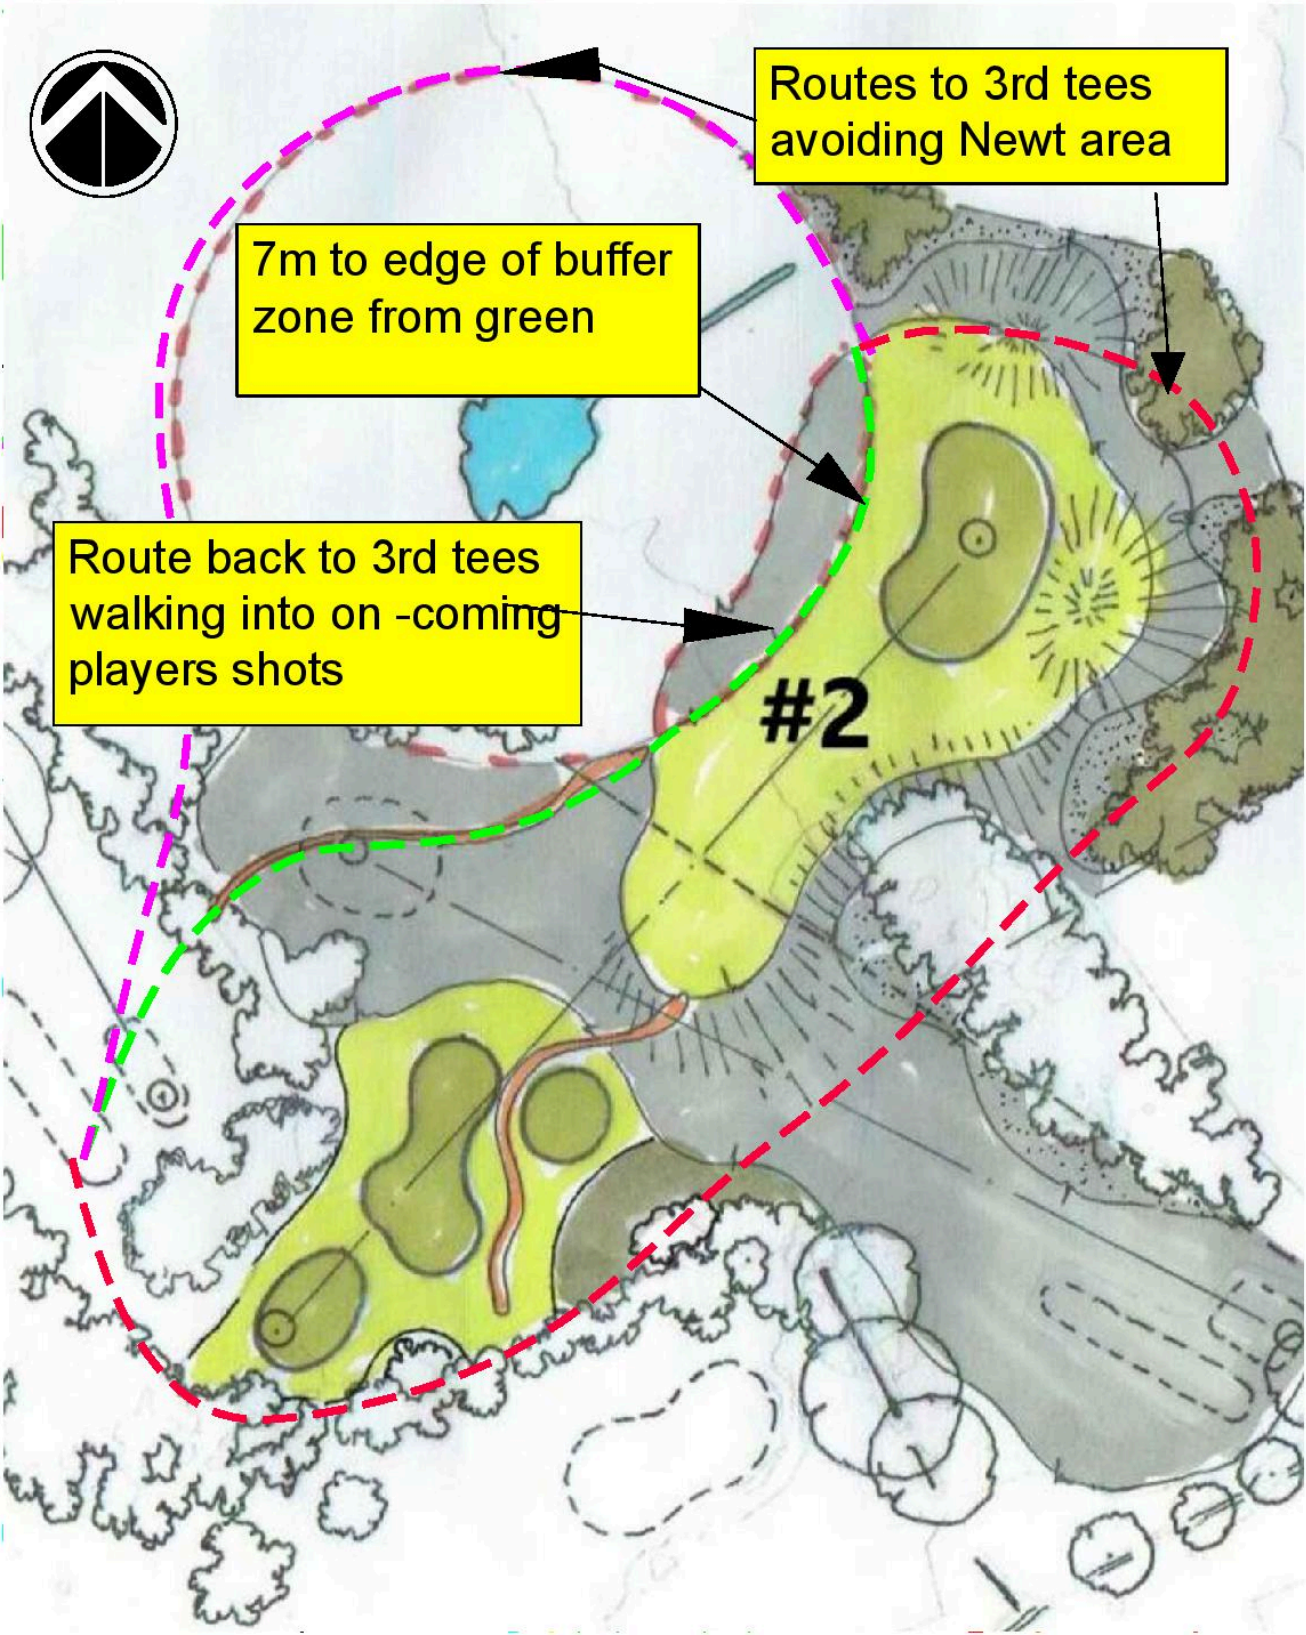 Routes to 3rd tees
avoiding Newt area
7m to edge of buffer
zone from green
Route back to 3rd tees
walking into on -coming
players shots
#2